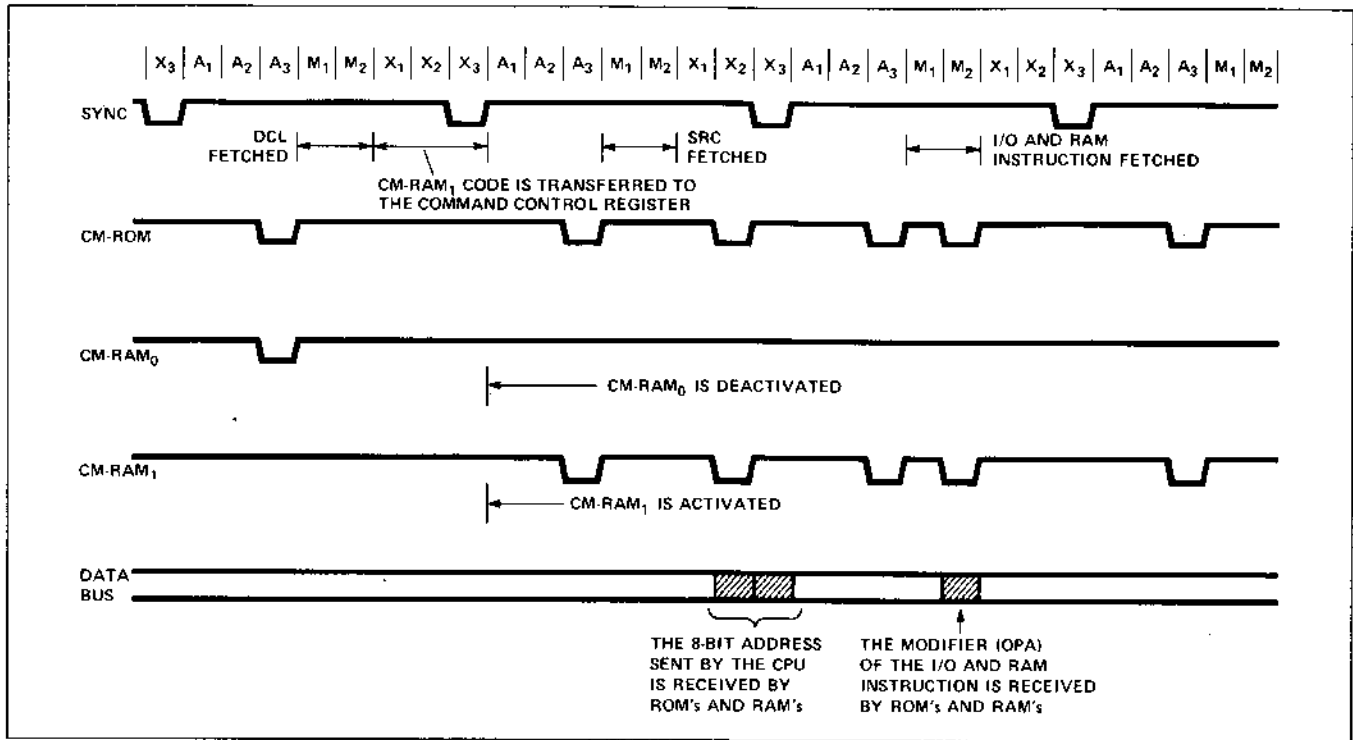 X3 A1 A2 A3 M1 M2 X1 X2 X3 A1 A2 A3 M1 M2 X1 X2 X3 A1 A2 A3 M1 M2 X1 X2 X3 A1 A2 A3 M1 M2
SYNC
DCL
FETCHED
SRC
FETCHED
I/O AND RAM
INSTRUCTION FETCHED
CM-RAM1 CODE IS TRANSFERRED TO
THE COMMAND CONTROL REGISTER
CM-ROM
CM-RAM0
CM-RAM0 IS DEACTIVATED
CM-RAM1
CM-RAM1 IS ACTIVATED
DATA
BUS
THE 8-BIT ADDRESS
SENT BY THE CPU
IS RECEIVED BY
ROM's AND RAM's
THE MODIFIER (OPA)
OF THE I/O AND RAM
INSTRUCTION IS RECEIVED
BY ROM's AND RAM's